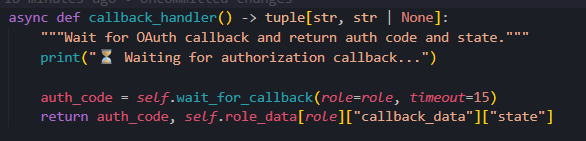 10 minutes ago • Uncommitted changes
async def callback_handler() -> tuple[str, str | None]:
    """Wait for OAuth callback and return auth code and state."""
    print("⏳ Waiting for authorization callback...")
    auth_code = self.wait_for_callback(role=role, timeout=15)
    return auth_code, self.role_data[role]["callback_data"]["state"]